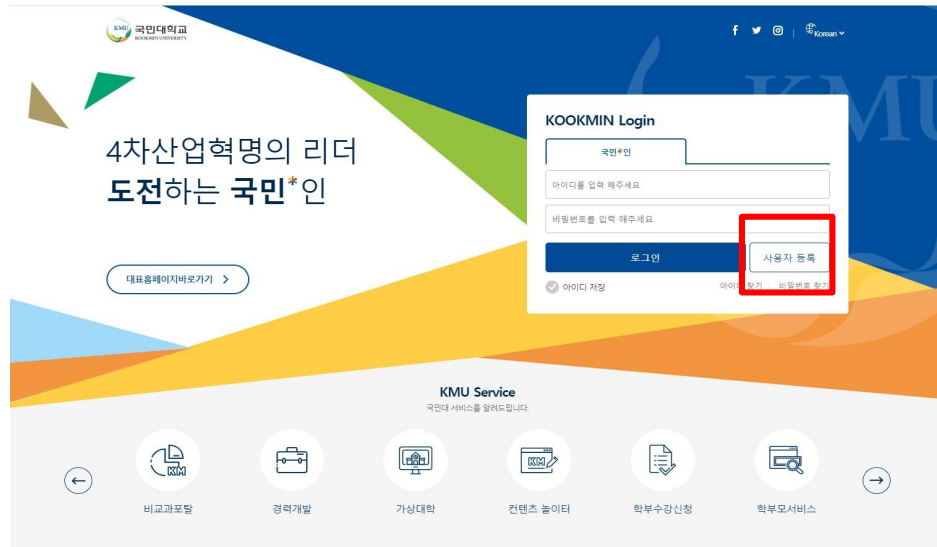 KMU 국민대학교
KOOKMIN UNIVERSITY
Korean
KMU
4차산업혁명의 리더
도전하는 국민*인
대표홈페이지바로가기
KOOKMIN Login
국민*인
아이디를 입력 해주세요
비밀번호를 입력 해주세요
로그인
사용자 등록
아이디 저장
아이디 찾기
비밀번호 찾기
KMU Service
국민대 서비스를 알려드립니다.
KM
KM
비교과포탈
경력개발
가상대학
컨텐츠 놀이터
학부수강신청
학부모서비스